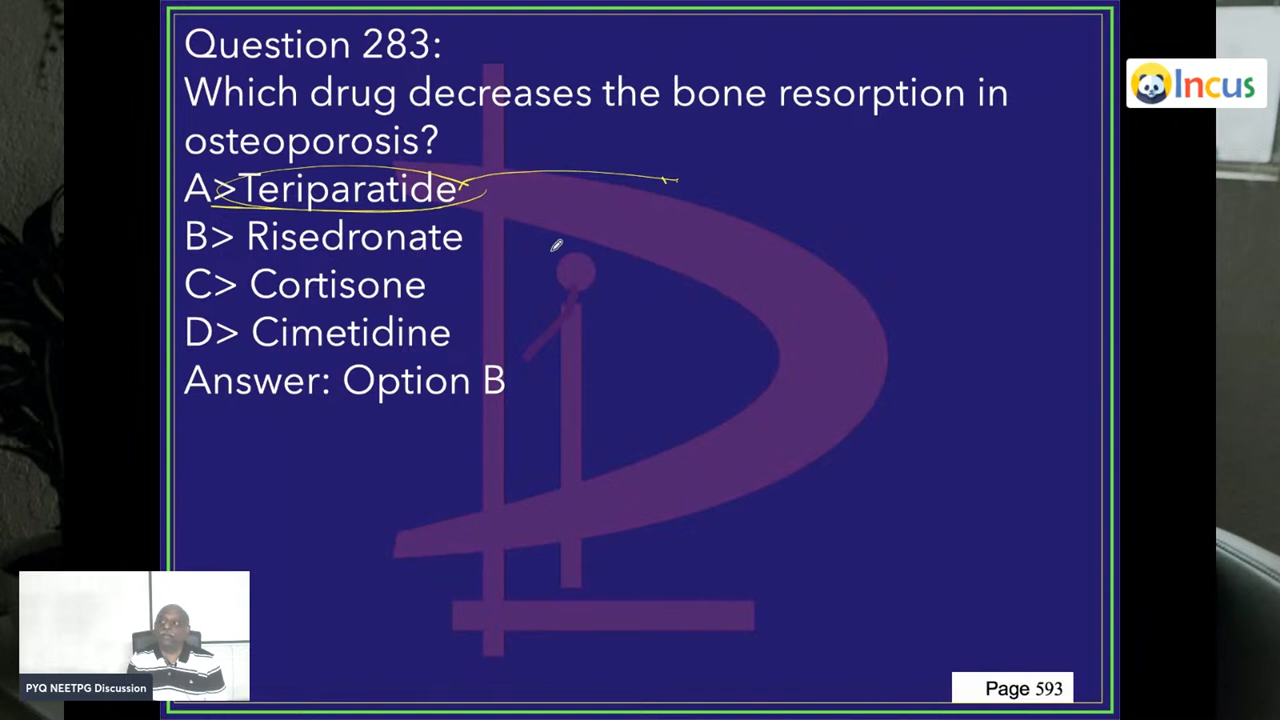 Question 283:
Which drug decreases the bone resorption in
osteoporosis?
A>Teriparatide
B> Risedronate
C> Cortisone
D> Cimetidine
Answer: Option B
Incus
PYQ NEETPG Discussion
Page 593